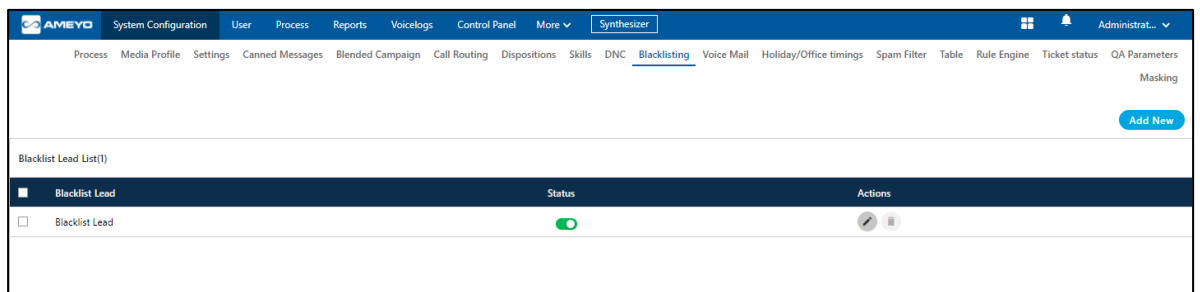 AMEYO System Configuration User Process Reports Voicelogs Control Panel More Synthesizer Administrat...
Process Media Profile Settings Canned Messages Blended Campaign Call Routing Dispositions Skills DNC Blacklisting Voice Mail Holiday/Office timings Spam Filter Table Rule Engine Ticket status QA Parameters
Masking
Add New
Blacklist Lead List(1)
Blacklist Lead Status Actions
Blacklist Lead